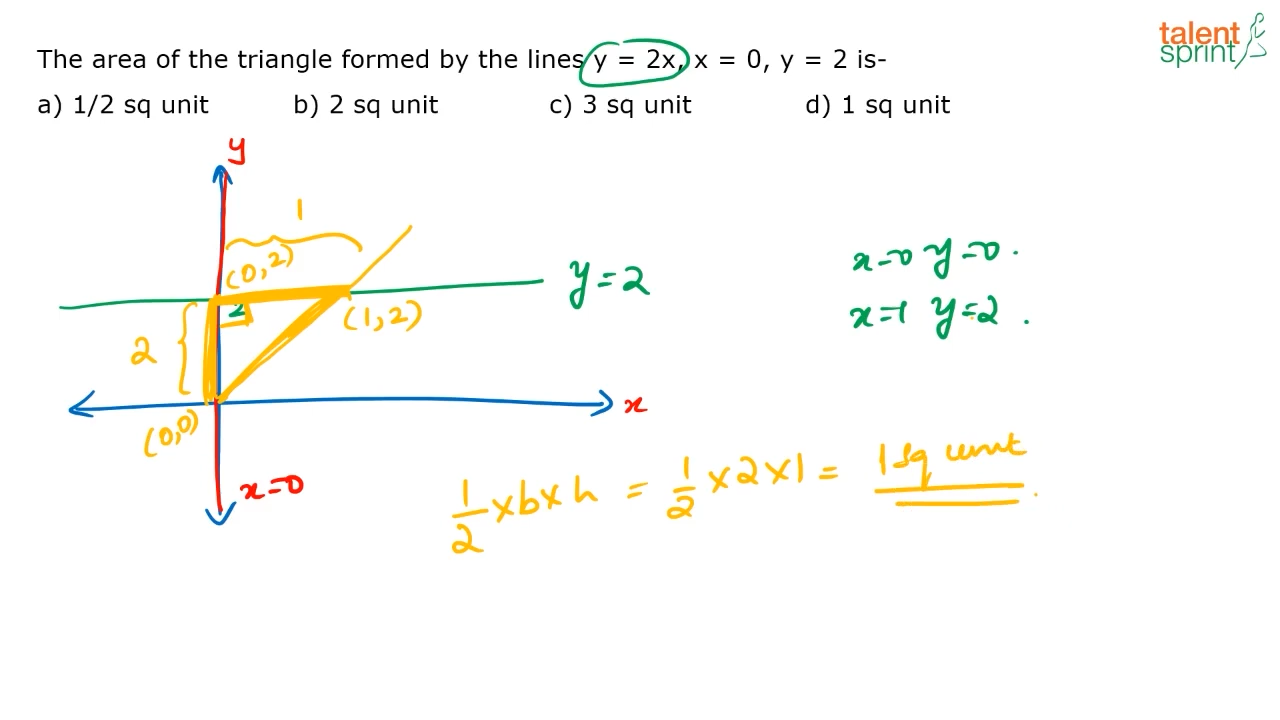 talent
sprint
The area of the triangle formed by the lines y = 2x, x = 0, y = 2 is-
a) 1/2 sq unit b) 2 sq unit c) 3 sq unit d) 1 sq unit
y
1
(0,2)
x=0 y=0.
y=2
2
(1,2)
x=1 y=2.
2
x
(0,0)
x=0
1/2 × b × h = 1/2 × 2 × 1 = 1 sq unit.